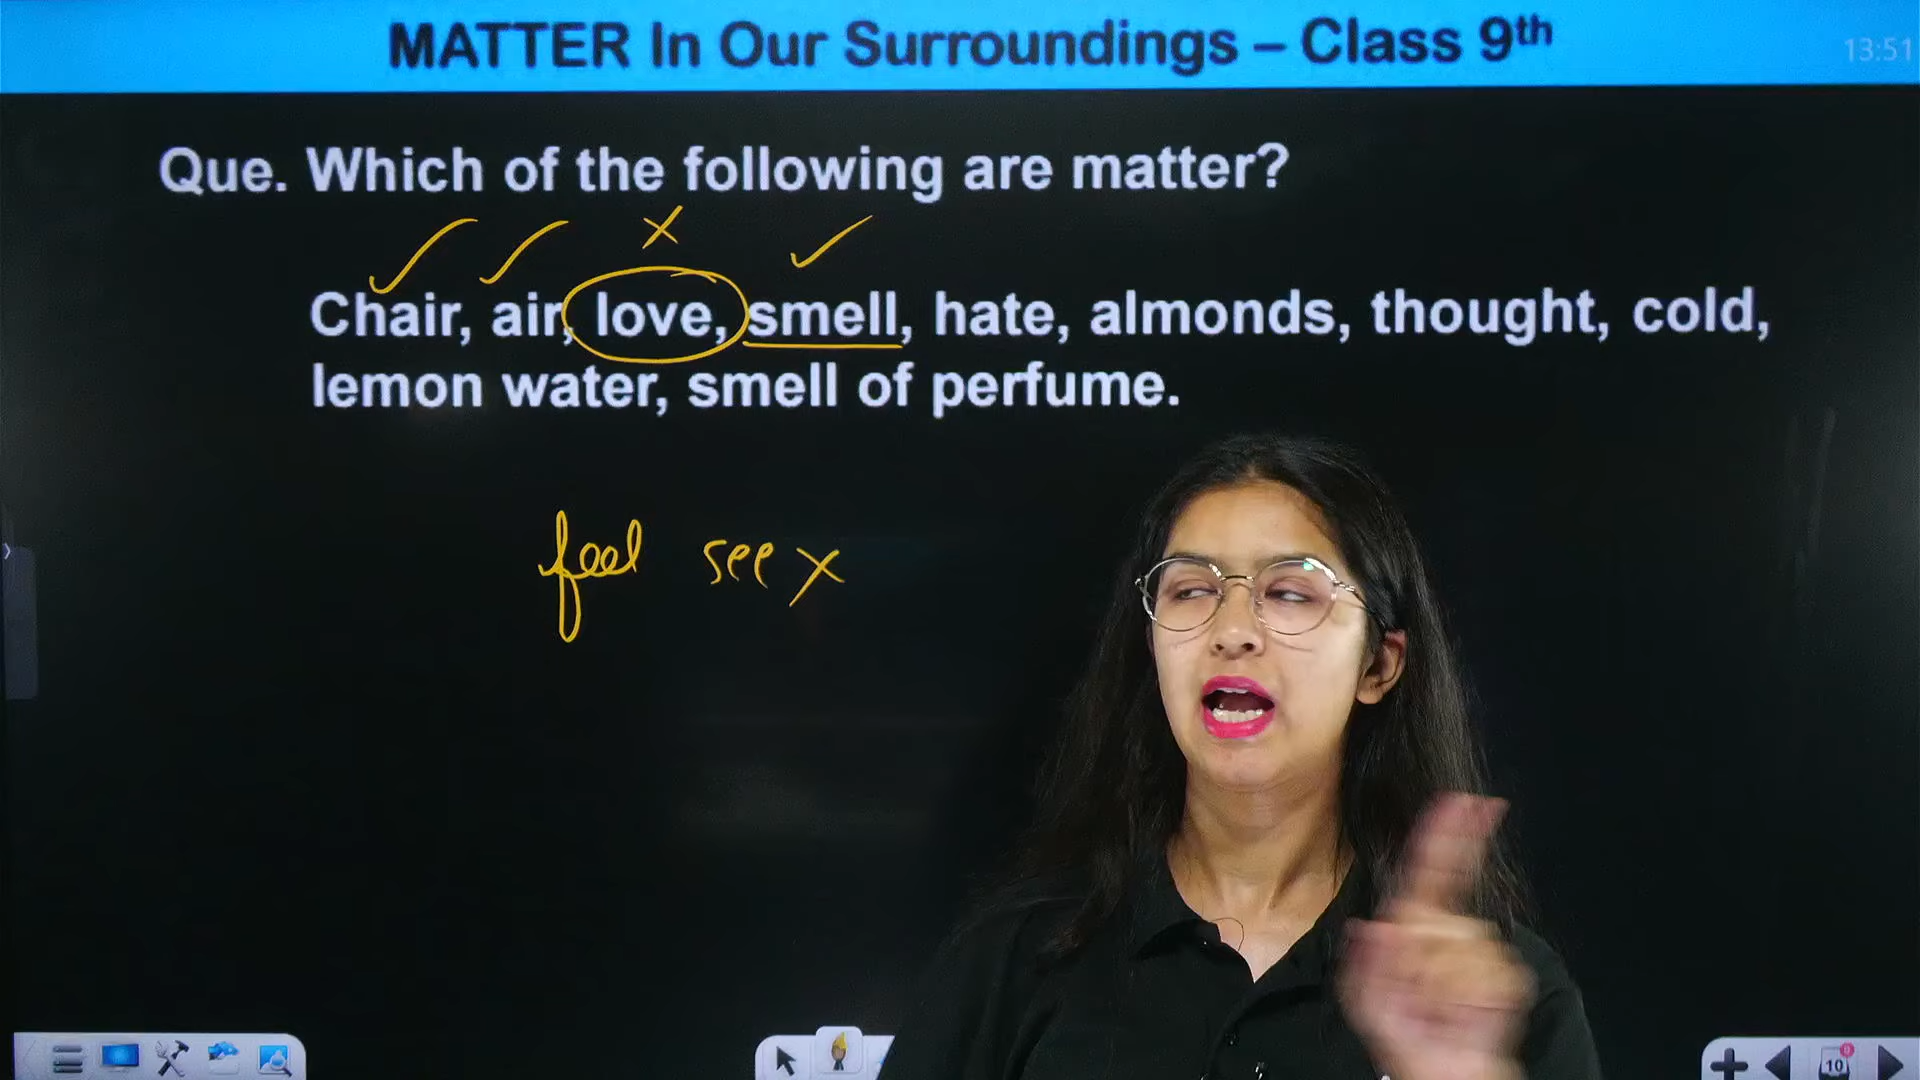 MATTER In Our Surroundings – Class 9th
13:51
Que. Which of the following are matter?
Chair, air, love, smell, hate, almonds, thought, cold,
lemon water, smell of perfume.
feel see x
10